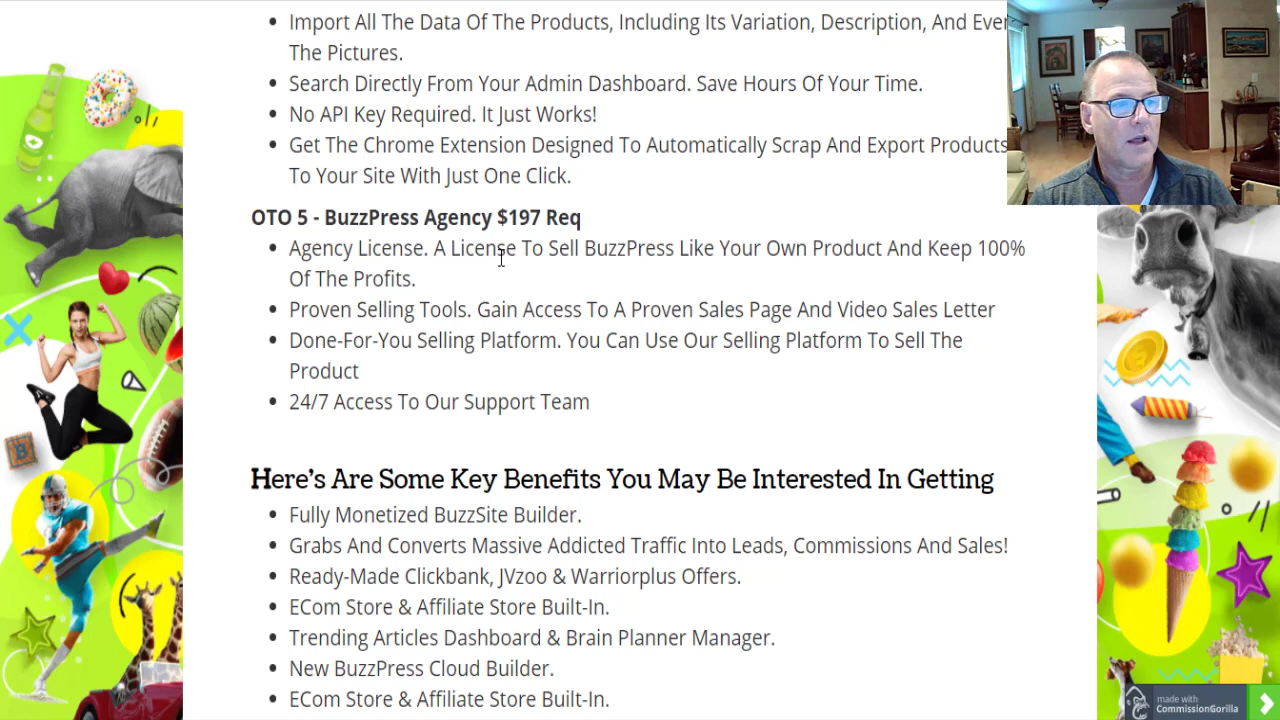 Import All The Data Of The Products, Including Its Variation, Description, And Even
The Pictures.
Search Directly From Your Admin Dashboard. Save Hours Of Your Time.
No API Key Required. It Just Works!
Get The Chrome Extension Designed To Automatically Scrap And Export Products
To Your Site With Just One Click.
OTO 5 - BuzzPress Agency $197 Req
Agency License. A License To Sell BuzzPress Like Your Own Product And Keep 100%
Of The Profits.
Proven Selling Tools. Gain Access To A Proven Sales Page And Video Sales Letter
Done-For-You Selling Platform. You Can Use Our Selling Platform To Sell The
Product
24/7 Access To Our Support Team
Here's Are Some Key Benefits You May Be Interested In Getting
Fully Monetized BuzzSite Builder.
Grabs And Converts Massive Addicted Traffic Into Leads, Commissions And Sales!
Ready-Made Clickbank, JVzoo & Warriorplus Offers.
ECom Store & Affiliate Store Built-In.
Trending Articles Dashboard & Brain Planner Manager.
New BuzzPress Cloud Builder.
ECom Store & Affiliate Store Built-In.
made with
CommissionGorilla